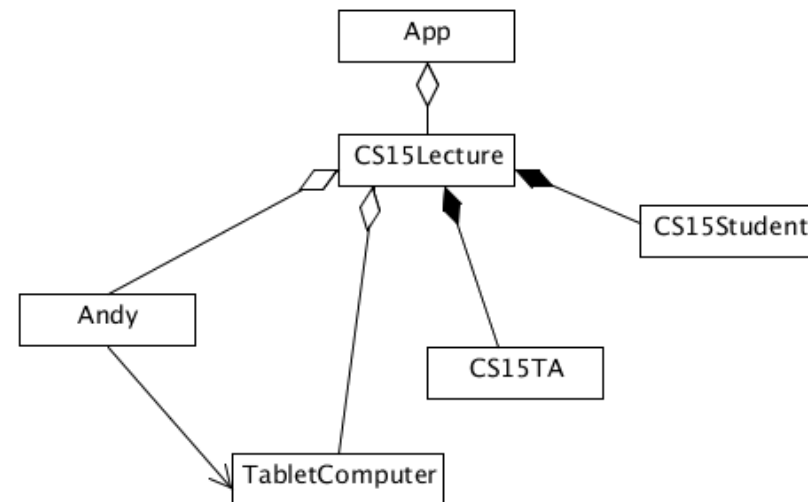 App
CS15Lecture
CS15Student
Andy
CS15TA
TabletComputer